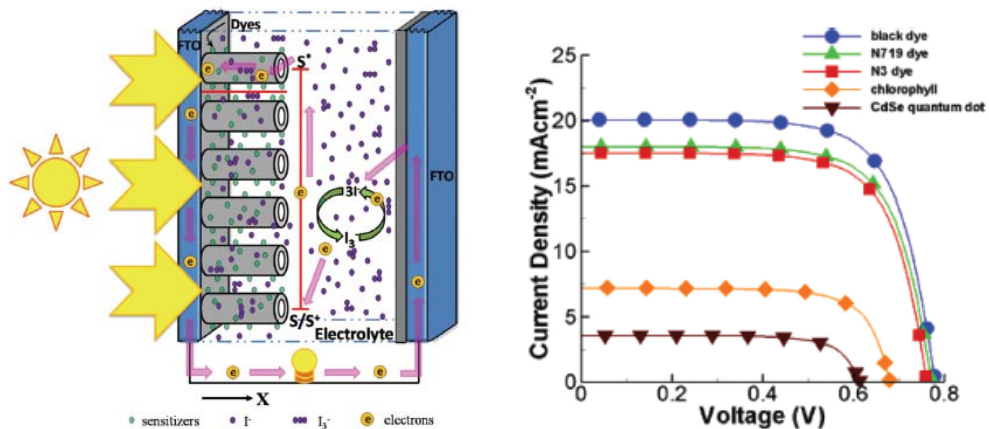 Dyes
FTO
e
e
S*
e
e
FTO
3I-
e
I3-
e
e
e
S/S+
Electrolyte
e
e
X
sensitizers
I-
I3-
e
electrons
black dye
N719 dye
N3 dye
chlorophyll
CdSe quantum dot
Current Density (mAcm-2)
25
20
15
10
5
0
0
0.2
0.4
0.6
0.8
Voltage (V)